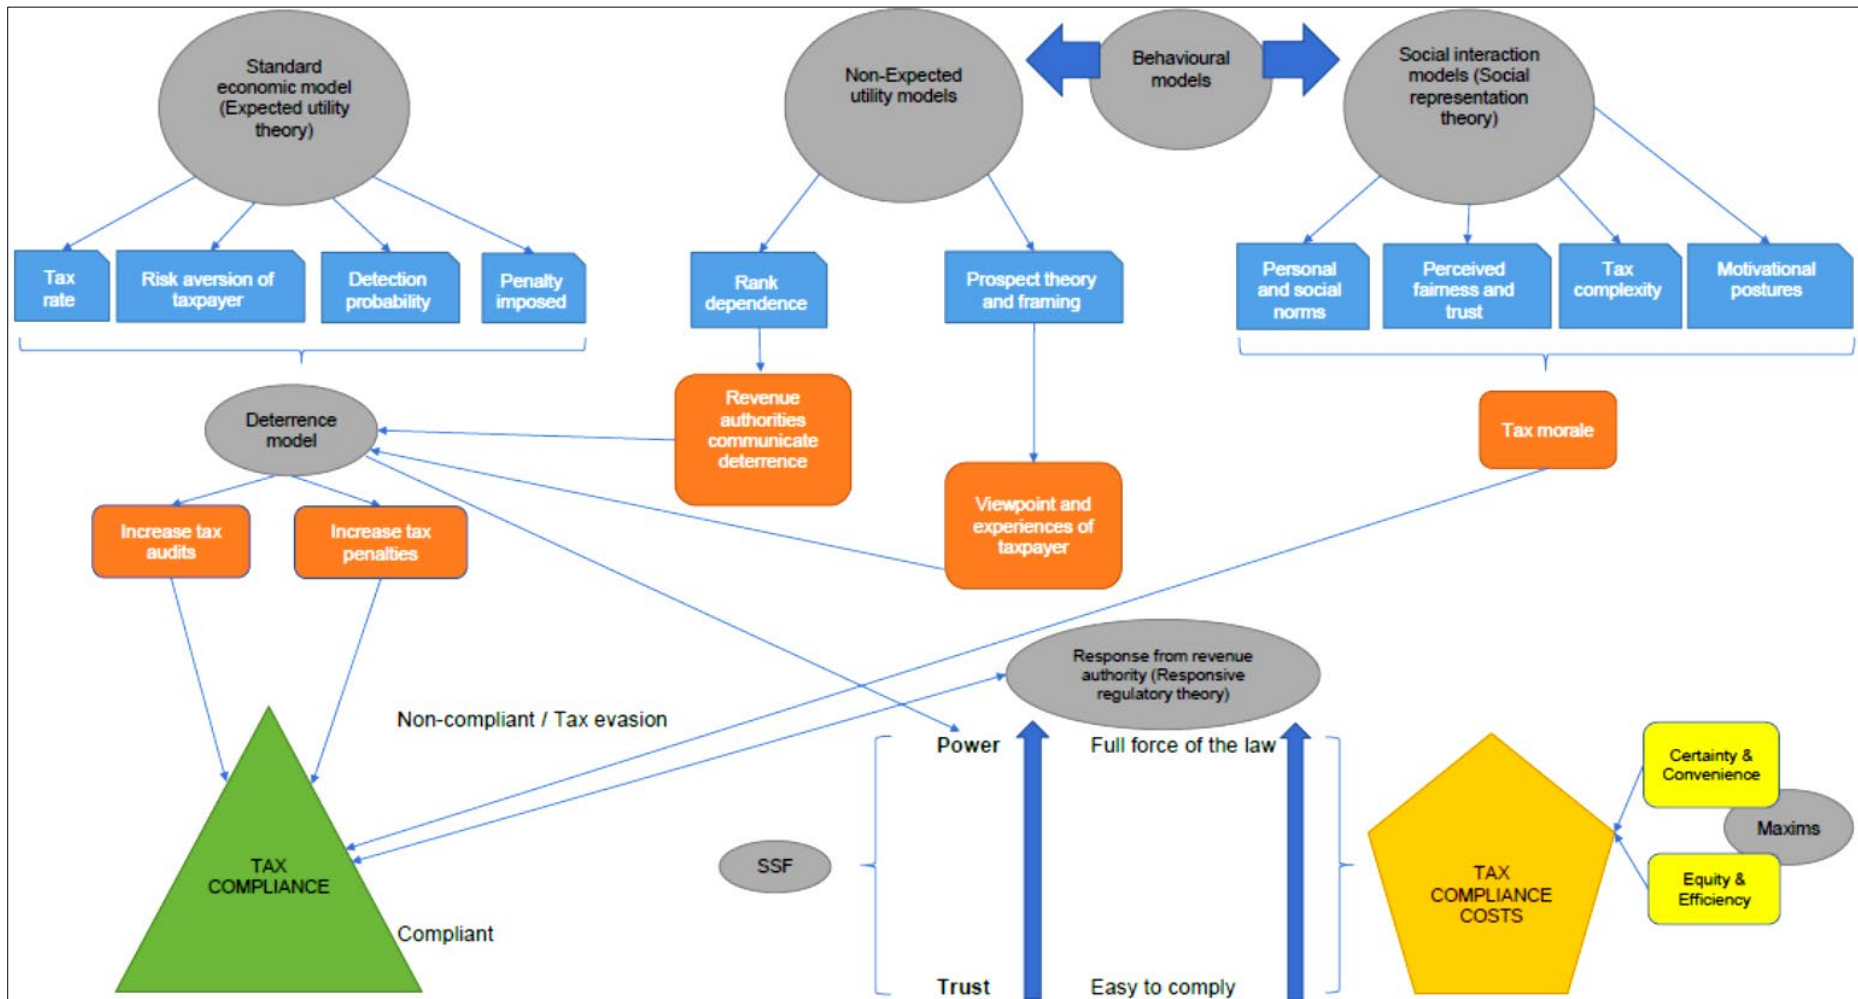 Standard
economic model
(Expected utility
theory)
Non-Expected
utility models
Behavioural
models
Social interaction
models (Social
representation
theory)
Tax
rate
Risk aversion of
taxpayer
Detection
probability
Penalty
imposed
Rank
dependence
Prospect theory
and framing
Personal
and social
norms
Perceived
fairness and
trust
Tax
complexity
Motivational
postures
Deterrence
model
Revenue
authorities
communicate
deterrence
Tax morale
Viewpoint and
experiences of
taxpayer
Increase tax
audits
Increase tax
penalties
Response from revenue
authority (Responsive
regulatory theory)
Non-compliant / Tax evasion
Power
Full force of the law
Certainty &
Convenience
Maxims
SSF
TAX
COMPLIANCE
TAX
COMPLIANCE
COSTS
Equity &
Efficiency
Compliant
Trust
Easy to comply